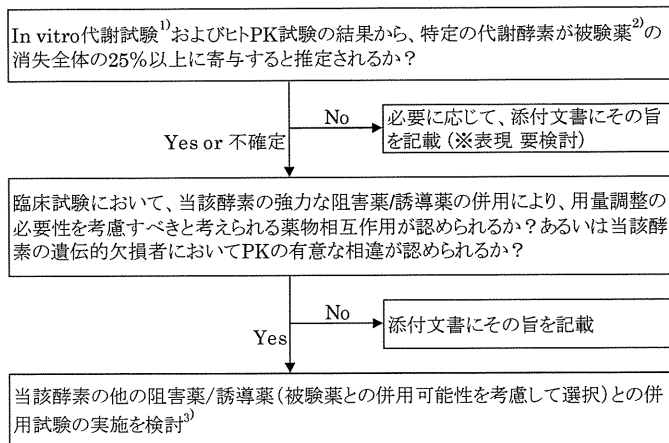 In vitro代謝試験1)およびヒトPK試験の結果から、特定の代謝酵素が被験薬2)の
消失全体の25%以上に寄与すると推定されるか？
No
Yes or 不確定
必要に応じて、添付文書にその旨
を記載（※表現 要検討）
臨床試験において、当該酵素の強力な阻害薬/誘導薬の併用により、用量調整の
必要性を考慮すべきと考えられる薬物相互作用が認められるか？あるいは当該酵
素の遺伝的欠損者においてPKの有意な相違が認められるか？
No
Yes
添付文書にその旨を記載
当該酵素の他の阻害薬/誘導薬（被験薬との併用可能性を考慮して選択）との併
用試験の実施を検討3)